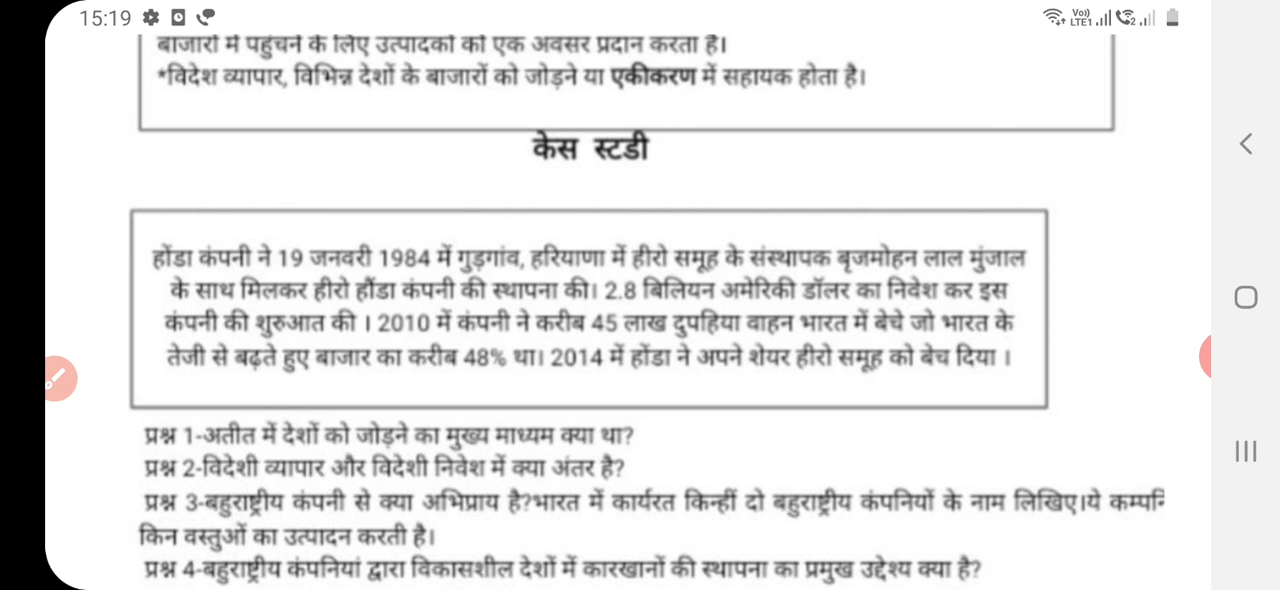 15:19
Vo)) LTE1 2
बाजारों में पहुंचने के लिए उत्पादकों को एक अवसर प्रदान करता है।
*विदेश व्यापार, विभिन्न देशों के बाजारों को जोड़ने या एकीकरण में सहायक होता है।
केस स्टडी
होंडा कंपनी ने 19 जनवरी 1984 में गुड़गांव, हरियाणा में हीरो समूह के संस्थापक बृजमोहन लाल मुंजाल
के साथ मिलकर हीरो हौंडा कंपनी की स्थापना की। 2.8 बिलियन अमेरिकी डॉलर का निवेश कर इस
कंपनी की शुरुआत की । 2010 में कंपनी ने करीब 45 लाख दुपहिया वाहन भारत में बेचे जो भारत के
तेजी से बढ़ते हुए बाजार का करीब 48% था। 2014 में होंडा ने अपने शेयर हीरो समूह को बेच दिया ।
प्रश्न 1-अतीत में देशों को जोड़ने का मुख्य माध्यम क्या था?
प्रश्न 2-विदेशी व्यापार और विदेशी निवेश में क्या अंतर है?
प्रश्न 3-बहुराष्ट्रीय कंपनी से क्या अभिप्राय है?भारत में कार्यरत किन्हीं दो बहुराष्ट्रीय कंपनियों के नाम लिखिए।ये कम्पनि
किन वस्तुओं का उत्पादन करती है।
प्रश्न 4-बहुराष्ट्रीय कंपनियां द्वारा विकासशील देशों में कारखानों की स्थापना का प्रमुख उद्देश्य क्या है?